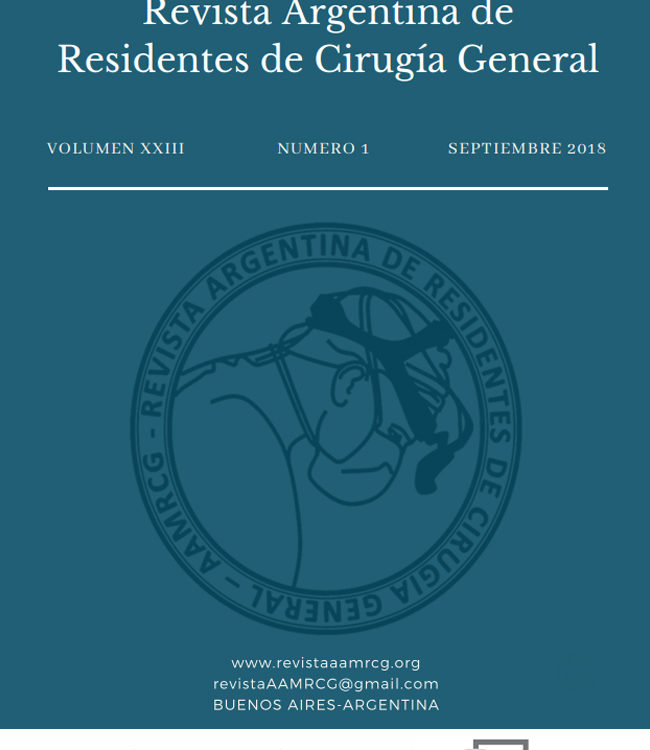 Revista Argentina de
Residentes de Cirugía General
VOLUMEN XXIII NUMERO 1 SEPTIEMBRE 2018
REVISTA ARGENTINA DE RESIDENTES DE CIRUGIA GENERAL – AAMRCG -
www.revistaaamrcg.org
revistaAAMRCG@gmail.com
BUENOS AIRES-ARGENTINA